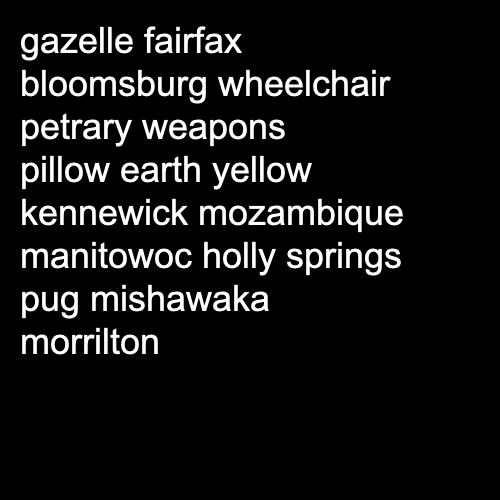 gazelle fairfax
bloomsburg wheelchair
petrary weapons
pillow earth yellow
kennewick mozambique
manitowoc holly springs
pug mishawaka
morrilton